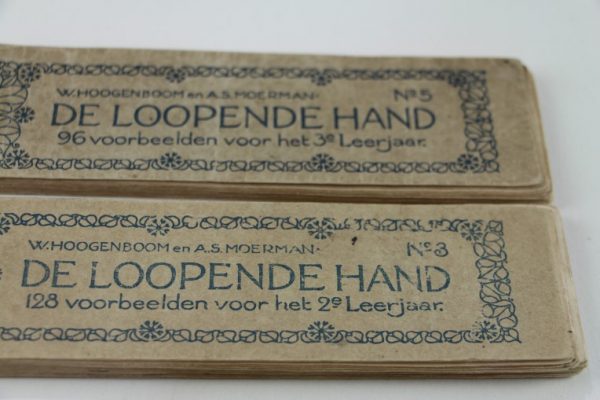 W. HOOGENBOOM en A.S. MOERMAN. No 5
DE LOOPENDE HAND
96 voorbeelden voor het 3e Leerjaar.
W. HOOGENBOOM en A.S. MOERMAN. No 3
DE LOOPENDE HAND
128 voorbeelden voor het 2e Leerjaar.